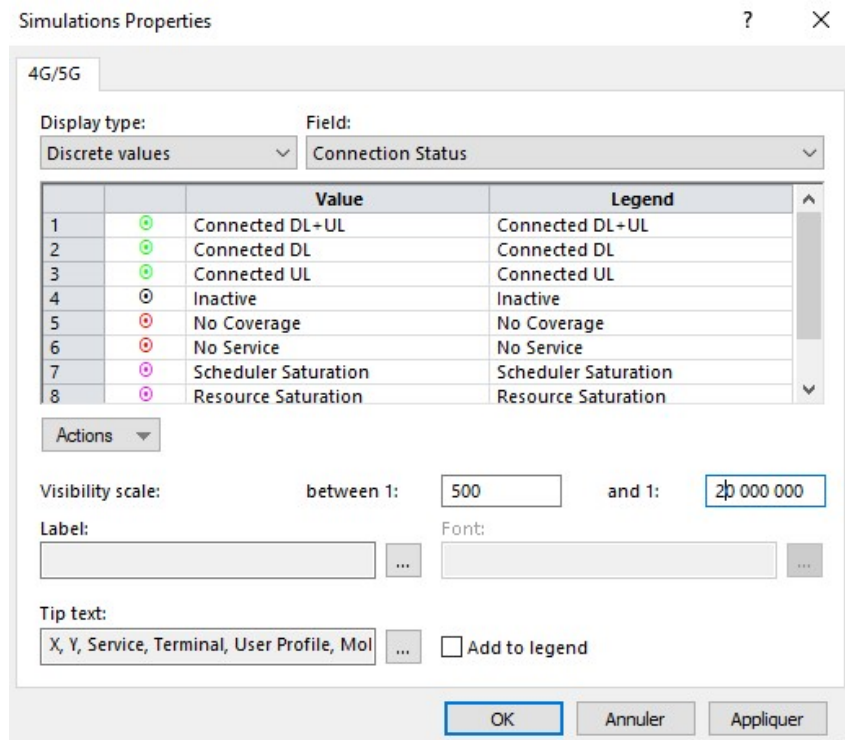 Simulations Properties ?
4G/5G
Display type: Field:
Discrete values Connection Status
Value Legend
1 Connected DL+UL Connected DL+UL
2 Connected DL Connected DL
3 Connected UL Connected UL
4 Inactive Inactive
5 No Coverage No Coverage
6 No Service No Service
7 Scheduler Saturation Scheduler Saturation
8 Resource Saturation Resource Saturation
Actions
Visibility scale: between 1: 500 and 1: 20 000 000
Label: Font:
... ...
Tip text:
X, Y, Service, Terminal, User Profile, Mol ... Add to legend
OK Annuler Appliquer